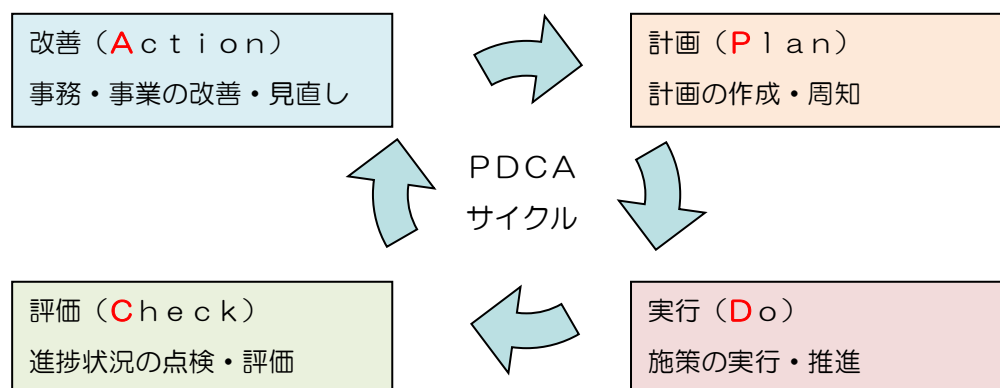 改善（Ａｃｔｉｏｎ）
事務・事業の改善・見直し
計画（Ｐｌａｎ）
計画の作成・周知
ＰＤＣＡ
サイクル
評価（Ｃｈｅｃｋ）
進捗状況の点検・評価
実行（Ｄｏ）
施策の実行・推進